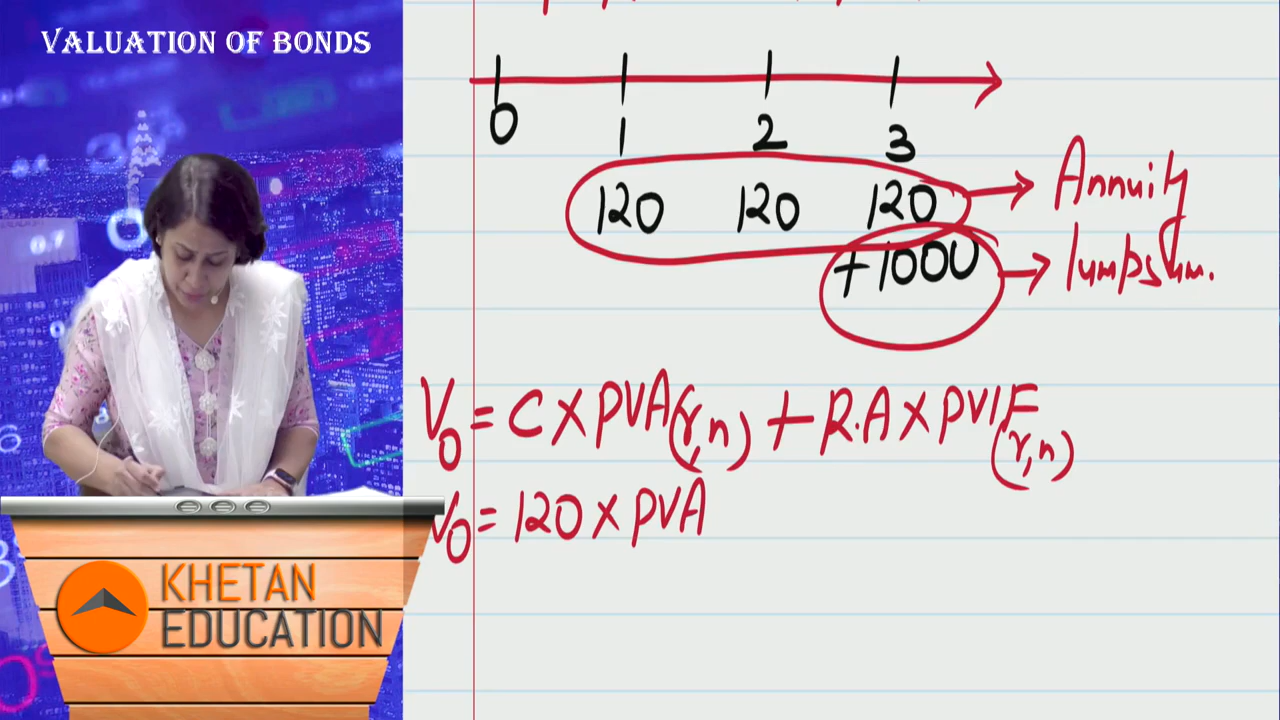 VALUATION OF BONDS
0 1 2 3
120 120 120 → Annuity
+1000 → lumpsum.
V₀ = C X PVA(r,n) + R.A X PVIF(r,n)
V₀ = 120 X PVA
KHETAN
EDUCATION